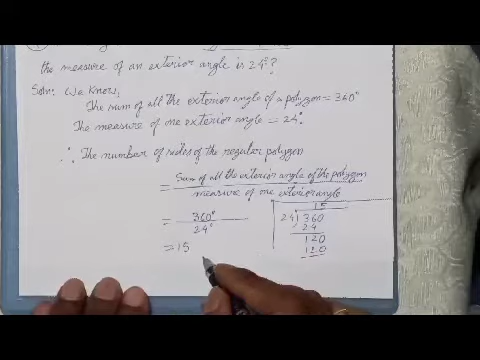 the measure of an exterior angle is 24°?
Soln: We know,
The sum of all the exterior angle of a polygon = 360°
The measure of one exterior angle = 24°.
∴ The number of sides of the regular polygon
= Sum of all the exterior angle of the polygon
measure of one exterior angle
= 360°
24°
= 15
15
24) 360
24
120
120